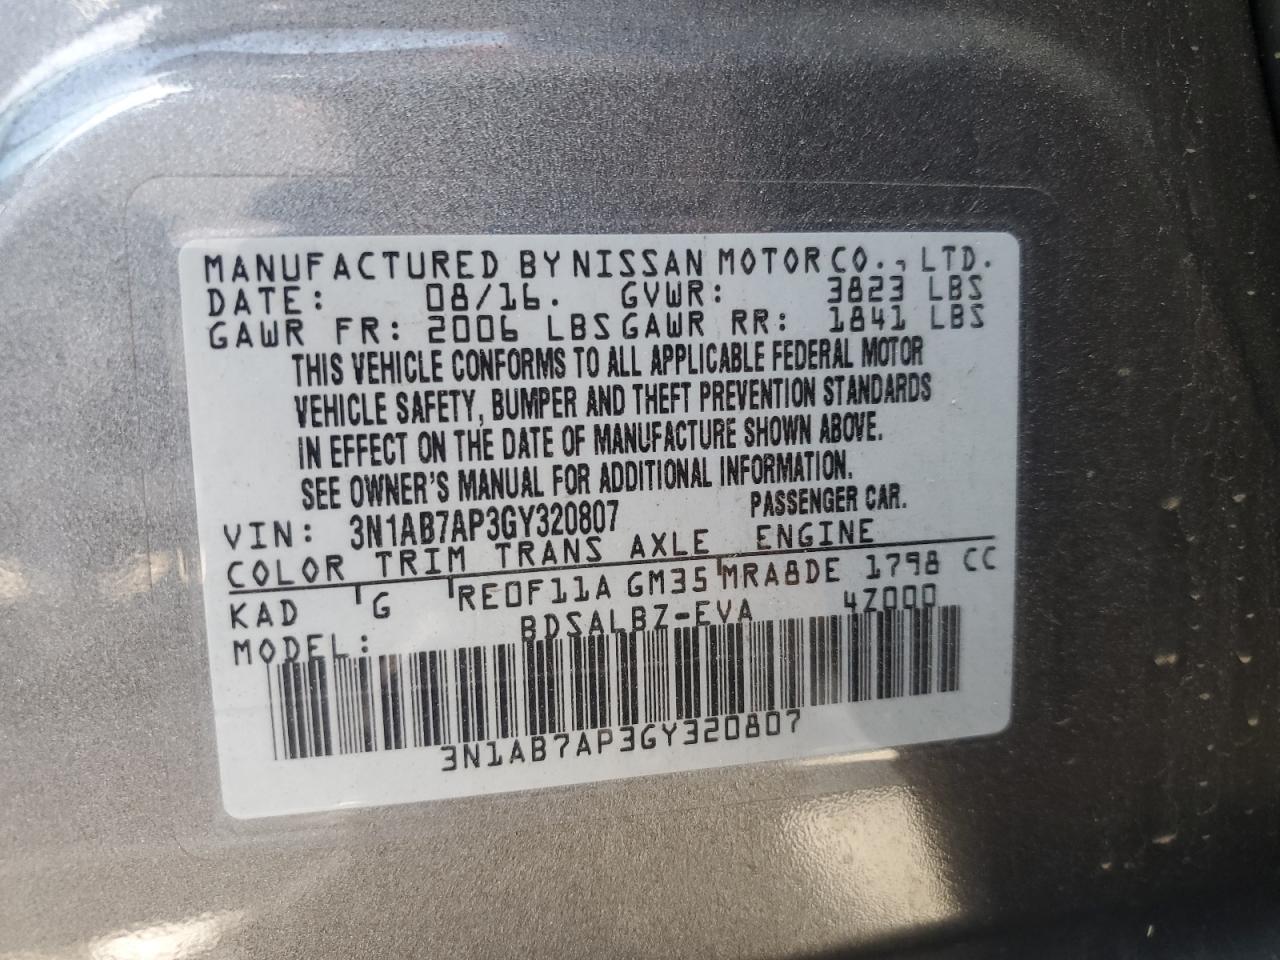 MANUFACTURED BY NISSAN MOTOR CO., LTD.
DATE: 08/16. GVWR: 3823 LBS
GAWR FR: 2006 LBS GAWR RR: 1841 LBS
THIS VEHICLE CONFORMS TO ALL APPLICABLE FEDERAL MOTOR
VEHICLE SAFETY, BUMPER AND THEFT PREVENTION STANDARDS
IN EFFECT ON THE DATE OF MANUFACTURE SHOWN ABOVE.
SEE OWNER'S MANUAL FOR ADDITIONAL INFORMATION.
VIN: 3N1AB7AP3GY320807 PASSENGER CAR.
COLOR TRIM TRANS AXLE ENGINE
KAD G RE0F11A GM35 MRA8DE 1798 CC
MODEL: BDSALBZ-EVA 4Z000
3N1AB7AP3GY320807